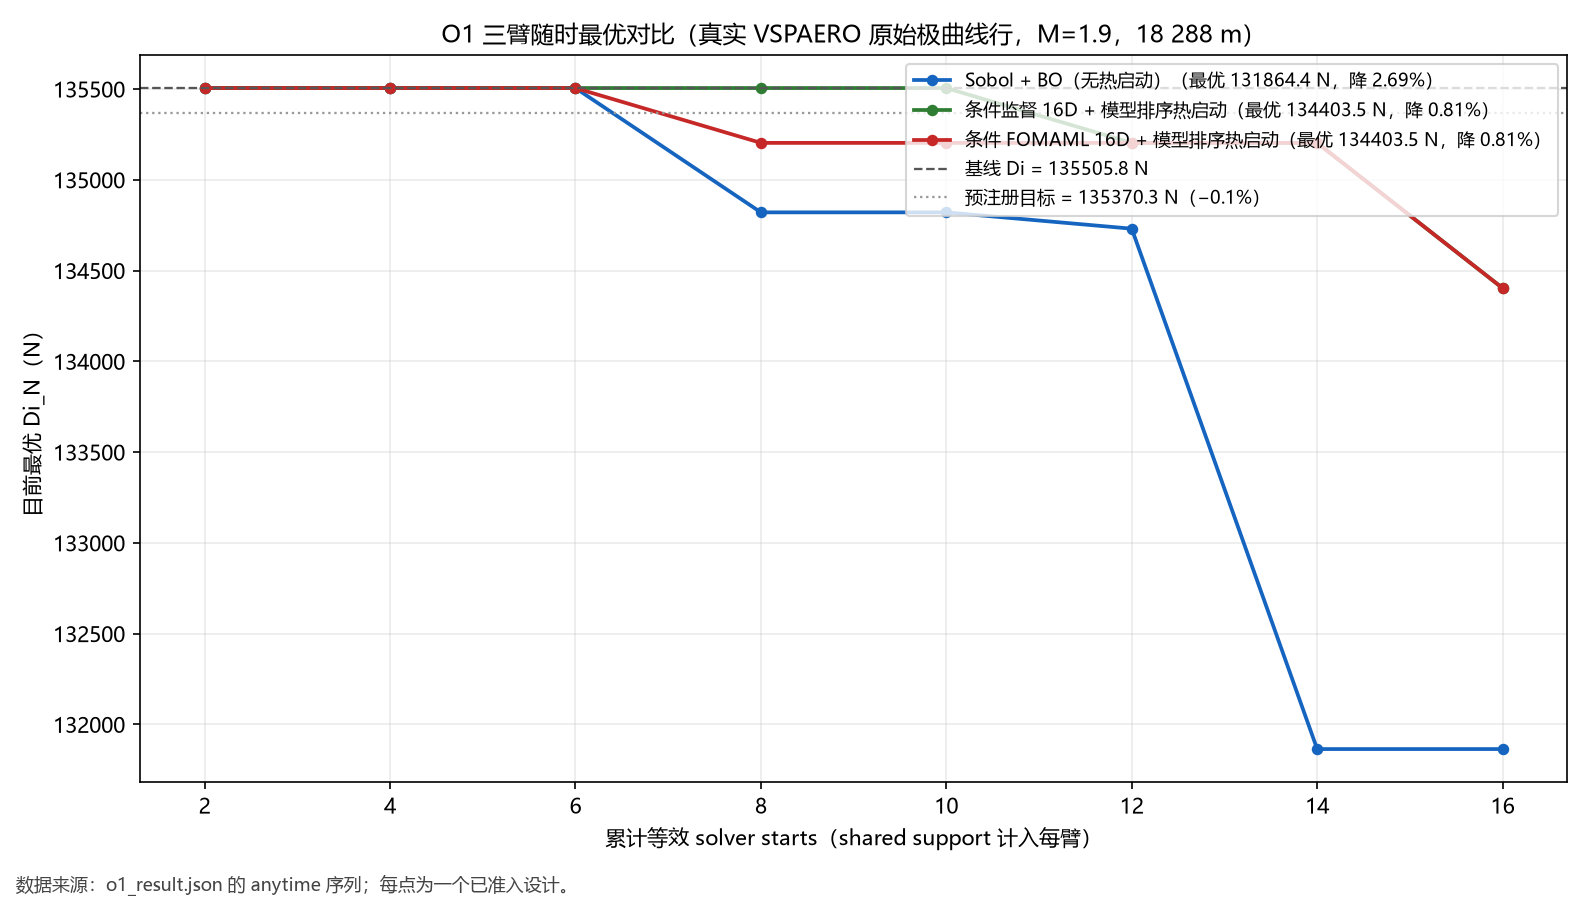 O1 三臂随时最优对比（真实 VSPAERO 原始极曲线行，M=1.9，18 288 m）
Sobol + BO（无热启动）（最优 131864.4 N，降 2.69%）
条件监督 16D + 模型排序热启动（最优 134403.5 N，降 0.81%）
条件 FOMAML 16D + 模型排序热启动（最优 134403.5 N，降 0.81%）
基线 Di = 135505.8 N
预注册目标 = 135370.3 N（−0.1%）
目前最优 Di_N（N）
135500
135000
134500
134000
133500
133000
132500
132000
2 4 6 8 10 12 14 16
累计等效 solver starts（shared support 计入每臂）
数据来源：o1_result.json 的 anytime 序列；每点为一个已准入设计。